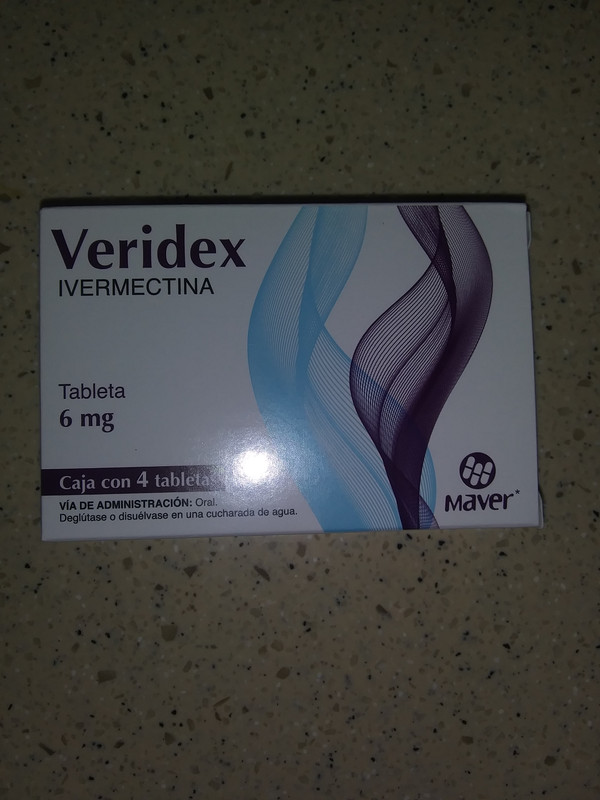 Veridex
IVERMECTINA
Tableta
6 mg
Caja con 4 tabletas
VÍA DE ADMINISTRACIÓN: Oral.
Deglútase o disuélvase en una cucharada de agua.
Maver*